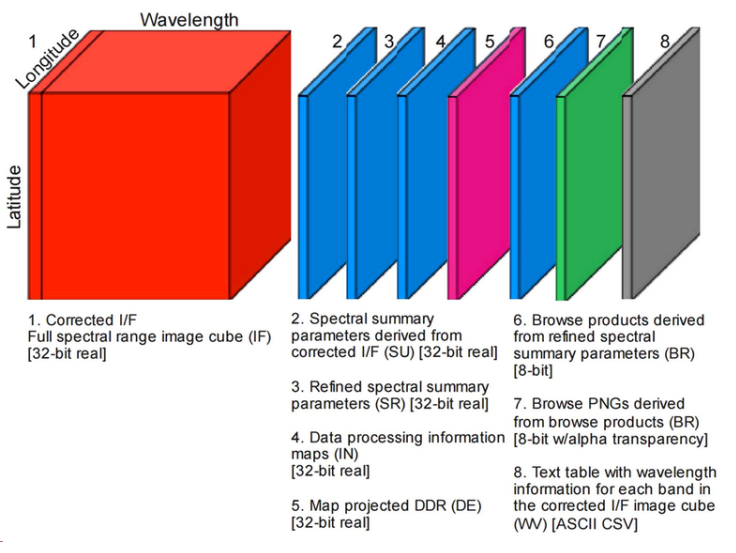 Wavelength
1
Longitude
2
3
4
5
6
7
8
Latitude
1. Corrected I/F
Full spectral range image cube (IF)
[32-bit real]
2. Spectral summary
parameters derived from
corrected I/F (SU) [32-bit real]
3. Refined spectral summary
parameters (SR) [32-bit real]
4. Data processing information
maps (IN)
[32-bit real]
5. Map projected DDR (DE)
[32-bit real]
6. Browse products derived
from refined spectral
summary parameters (BR)
[8-bit]
7. Browse PNGs derived
from browse products (BR)
[8-bit w/alpha transparency]
8. Text table with wavelength
information for each band in
the corrected I/F image cube
(WV) [ASCII CSV]